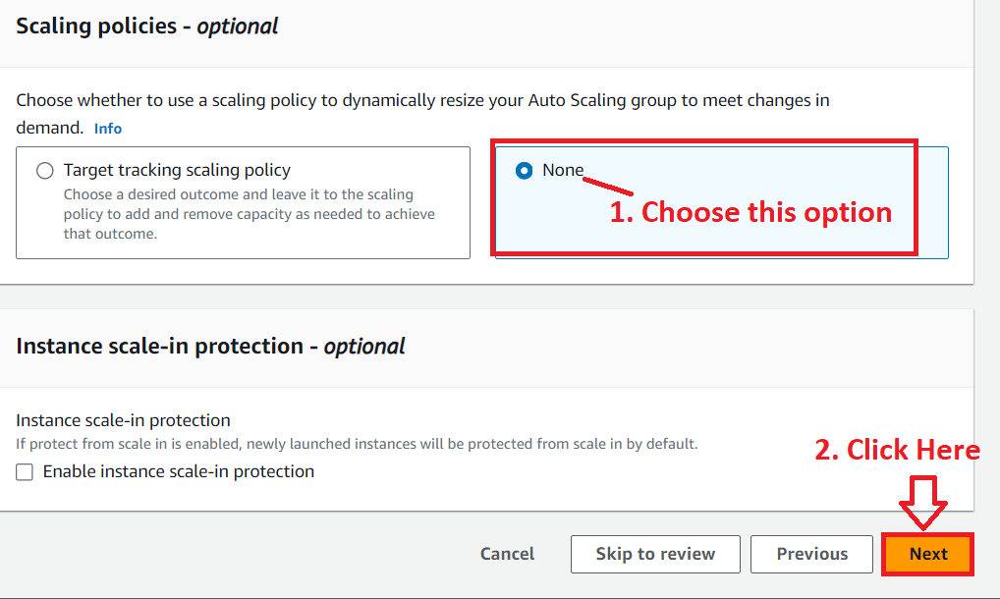 Scaling policies - optional
Choose whether to use a scaling policy to dynamically resize your Auto Scaling group to meet changes in
demand. Info
Target tracking scaling policy
Choose a desired outcome and leave it to the scaling
policy to add and remove capacity as needed to achieve
that outcome.
None
1. Choose this option
Instance scale-in protection - optional
Instance scale-in protection
If protect from scale in is enabled, newly launched instances will be protected from scale in by default.
Enable instance scale-in protection
2. Click Here
Cancel
Skip to review
Previous
Next